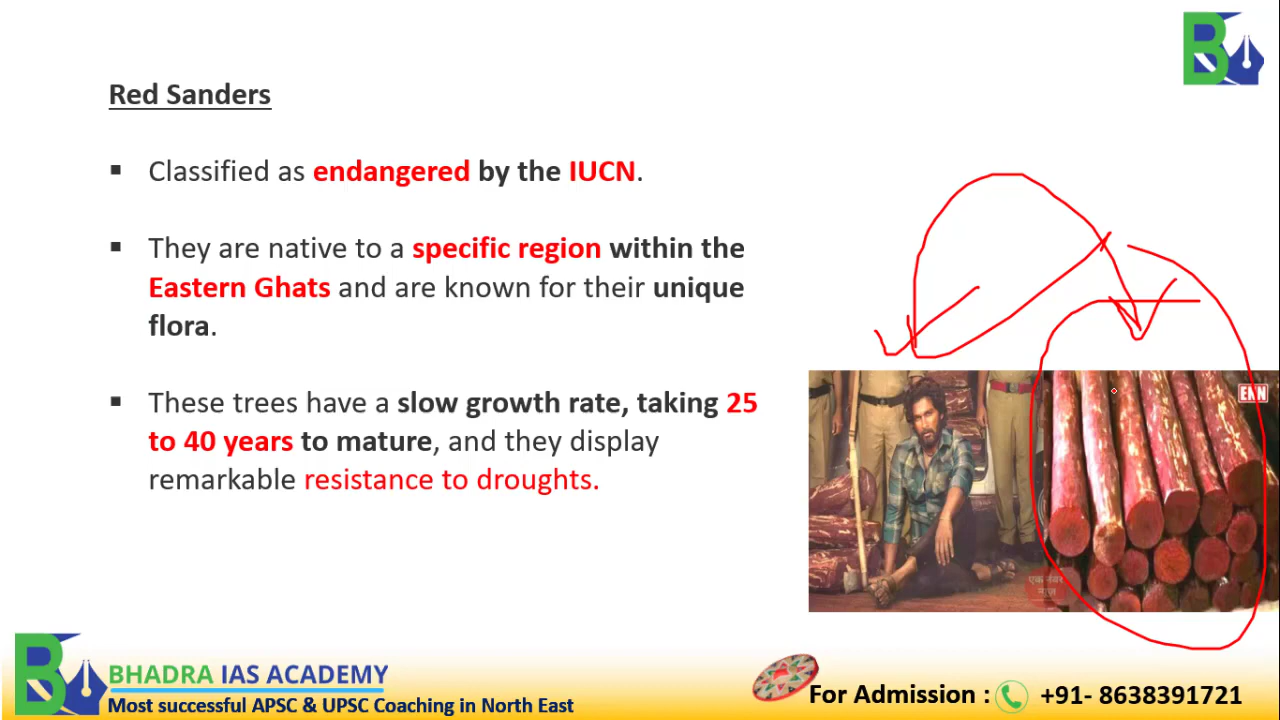 Red Sanders
▪ Classified as endangered by the IUCN.
▪ They are native to a specific region within the
Eastern Ghats and are known for their unique
flora.
▪ These trees have a slow growth rate, taking 25
to 40 years to mature, and they display
remarkable resistance to droughts.
ENN
एक नंबर
न्यूज़
BHADRA IAS ACADEMY
Most successful APSC & UPSC Coaching in North East
For Admission : +91- 8638391721